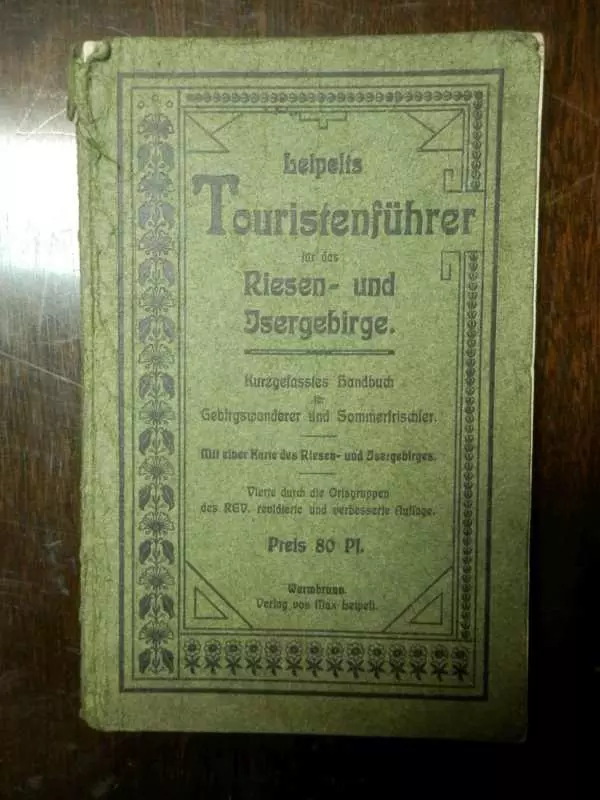 Leipelts
Touristenführer
für das
Riesen- und
Isergebirge.
Kurzgefasstes Handbuch
für
Gebirgswanderer und Sommerfrischler.
Mit einer Karte des Riesen- und Isergebirges.
Vierte durch die Ortsgruppen
des RGV. revidierte und verbesserte Auflage.
Preis 80 Pf.
Warmbrunn.
Verlag von Max Leipelt.